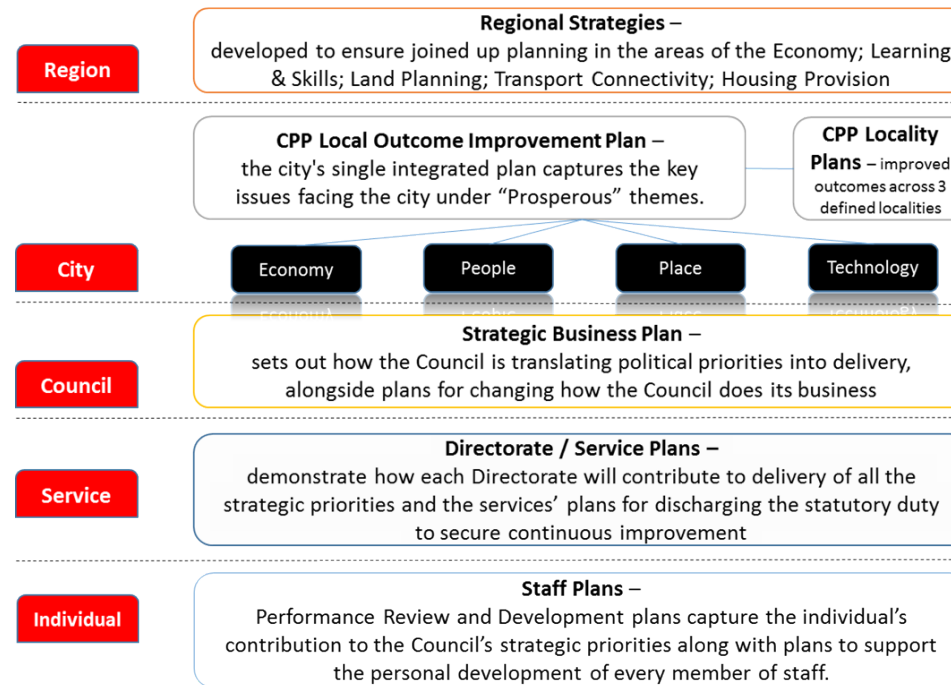 Region
Regional Strategies –
developed to ensure joined up planning in the areas of the Economy; Learning
& Skills; Land Planning; Transport Connectivity; Housing Provision
CPP Local Outcome Improvement Plan –
the city's single integrated plan captures the key
issues facing the city under “Prosperous” themes.
CPP Locality
Plans – improved
outcomes across 3
defined localities
City
Economy
People
Place
Technology
Council
Strategic Business Plan –
sets out how the Council is translating political priorities into delivery,
alongside plans for changing how the Council does its business
Service
Directorate / Service Plans –
demonstrate how each Directorate will contribute to delivery of all the
strategic priorities and the services’ plans for discharging the statutory duty
to secure continuous improvement
Individual
Staff Plans –
Performance Review and Development plans capture the individual’s
contribution to the Council’s strategic priorities along with plans to support
the personal development of every member of staff.